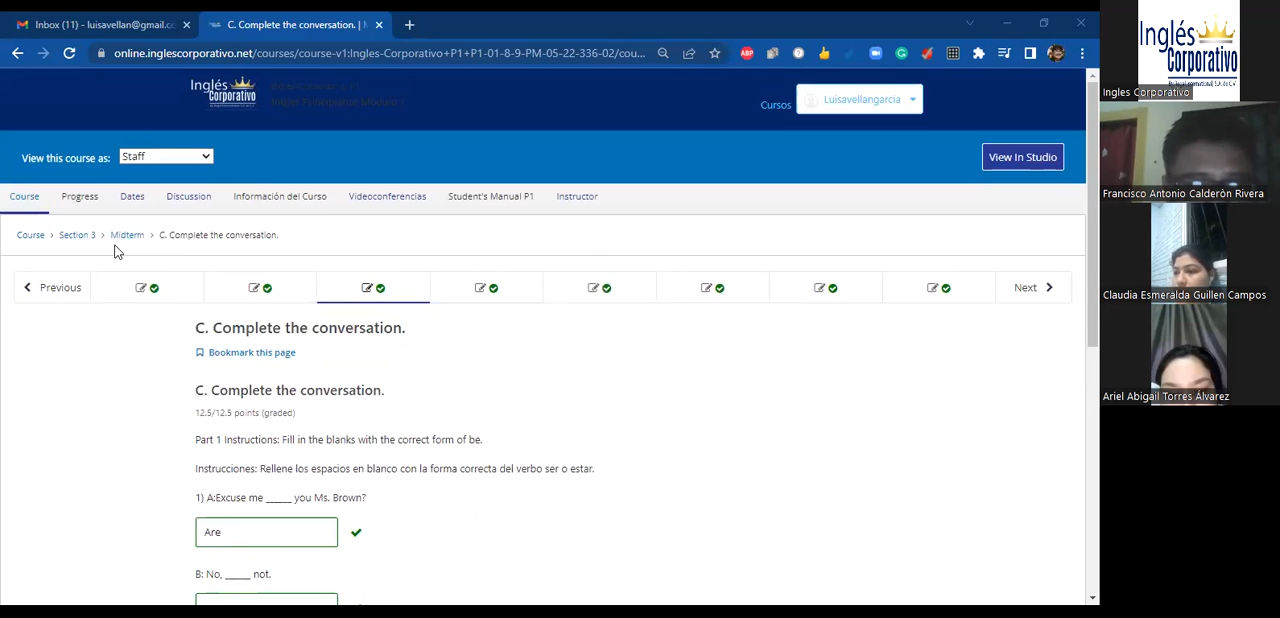 Inbox (11) - luisavellan@gmail.cc
C. Complete the conversation. |
online.inglescorporativo.net/courses/course-v1:Ingles-Corporativo+P1+P1-01-8-9-PM-05-22-336-02/cou...
ABP
Inglés
Corporativo
Cursos
Luisavellangarcia
View this course as:
Staff
View In Studio
Course
Progress
Dates
Discussion
Información del Curso
Videoconferencias
Student's Manual P1
Instructor
Course > Section 3 > Midterm > C. Complete the conversation.
Previous
Next
C. Complete the conversation.
Bookmark this page
C. Complete the conversation.
12.5/12.5 points (graded)
Part 1 Instructions: Fill in the blanks with the correct form of be.
Instrucciones: Rellene los espacios en blanco con la forma correcta del verbo ser o estar.
1) A:Excuse me _____ you Ms. Brown?
Are
B: No, _____ not.
Inglés
Corporativo
Ingles Corporativo
Francisco Antonio Calderòn Rivera
Claudia Esmeralda Guillen Campos
Ariel Abigail Torres Álvarez